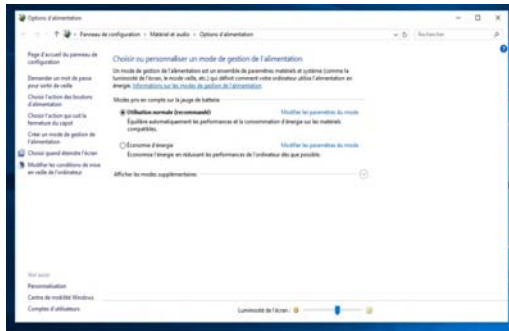 Options d'alimentation
Panneau de configuration > Matériel et audio > Options d'alimentation
Rechercher
Page d'accueil du panneau de configuration
Demander un mot de passe pour sortir de veille
Choisir l'action des boutons d'alimentation
Choisir l'action qui suit la fermeture du capot
Créer un mode de gestion de l'alimentation
Choisir quand éteindre l'écran
Modifier les conditions de mise en veille de l'ordinateur
Choisir ou personnaliser un mode de gestion de l'alimentation
Un mode de gestion de l'alimentation est un ensemble de paramètres matériels et système (comme la
luminosité de l'écran, le mode veille, etc.) qui définit comment votre ordinateur utilise l'alimentation en
énergie. Informations sur les modes de gestion de l'alimentation
Modes pris en compte sur la jauge de batterie
Utilisation normale (recommandé) Modifier les paramètres du mode
Équilibre automatiquement les performances et la consommation d'énergie sur les matériels
compatibles.
Économie d'énergie Modifier les paramètres du mode
Économise l'énergie en réduisant les performances de l'ordinateur dès que possible.
Afficher les modes supplémentaires
Voir aussi
Personnalisation
Centre de mobilité Windows
Comptes d'utilisateurs
Luminosité de l'écran :